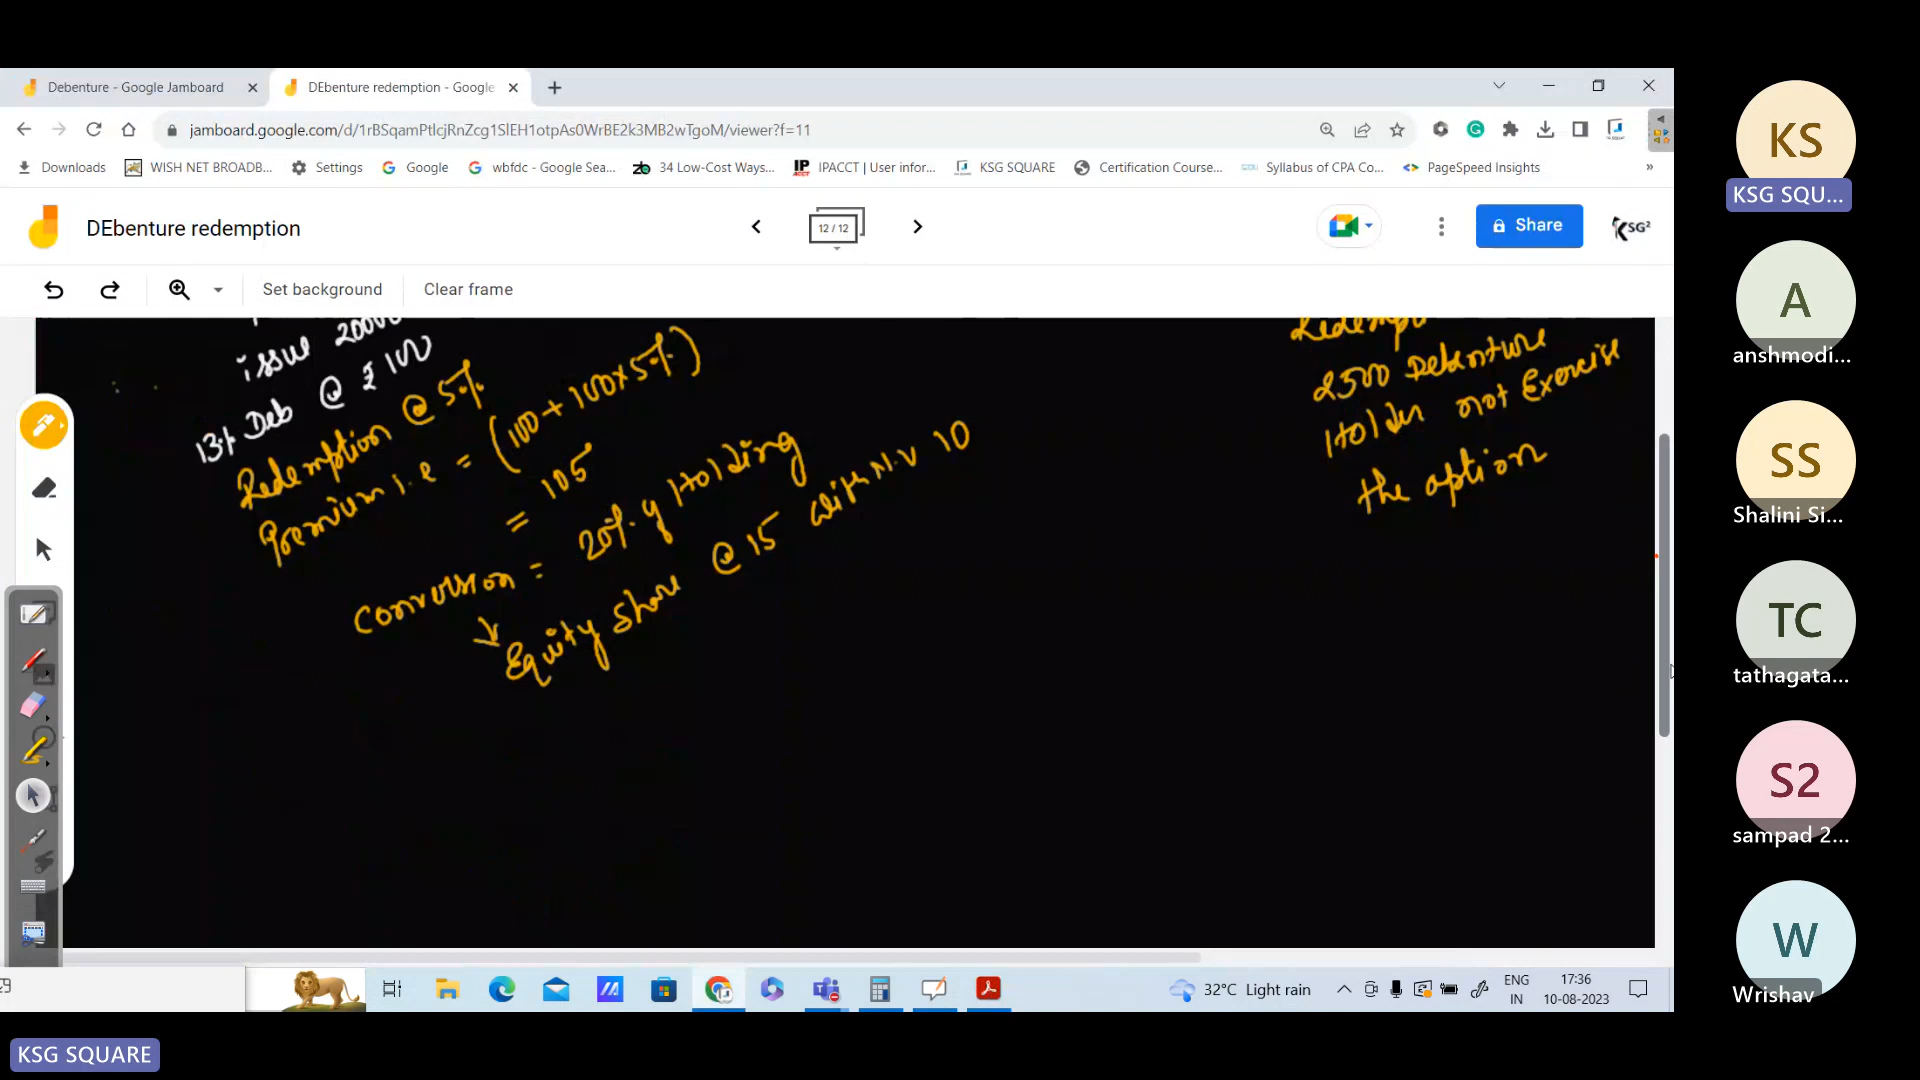 Debenture - Google Jamboard
DEbenture redemption - Google
jamboard.google.com/d/1rBSqamPtlcjRnZcg1SlEH1otpAs0WrBE2k3MB2wTgoM/viewer?f=11
Downloads WISH NET BROADB... Settings Google wbfdc - Google Sea... 34 Low-Cost Ways... IPACCT | User infor... KSG SQUARE Certification Course... Syllabus of CPA Co... PageSpeed Insights »
DEbenture redemption
12 / 12
Share
KSG²
Set background
Clear frame
issue 2000
13% Deb @ ₹ 100
Redemption @ 5%
Premium i.e = (100 + 100 x 5%)
= 105
Conversion = 20% of Holding
Equity Share @ 15 with N.V 10
2500 Debenture
Holder not Exercise
the option
32°C Light rain
ENG
IN
17:36
10-08-2023
KS
KSG SQU...
A
anshmodi...
SS
Shalini Si...
TC
tathagata...
S2
sampad 2...
W
Wrishav
KSG SQUARE